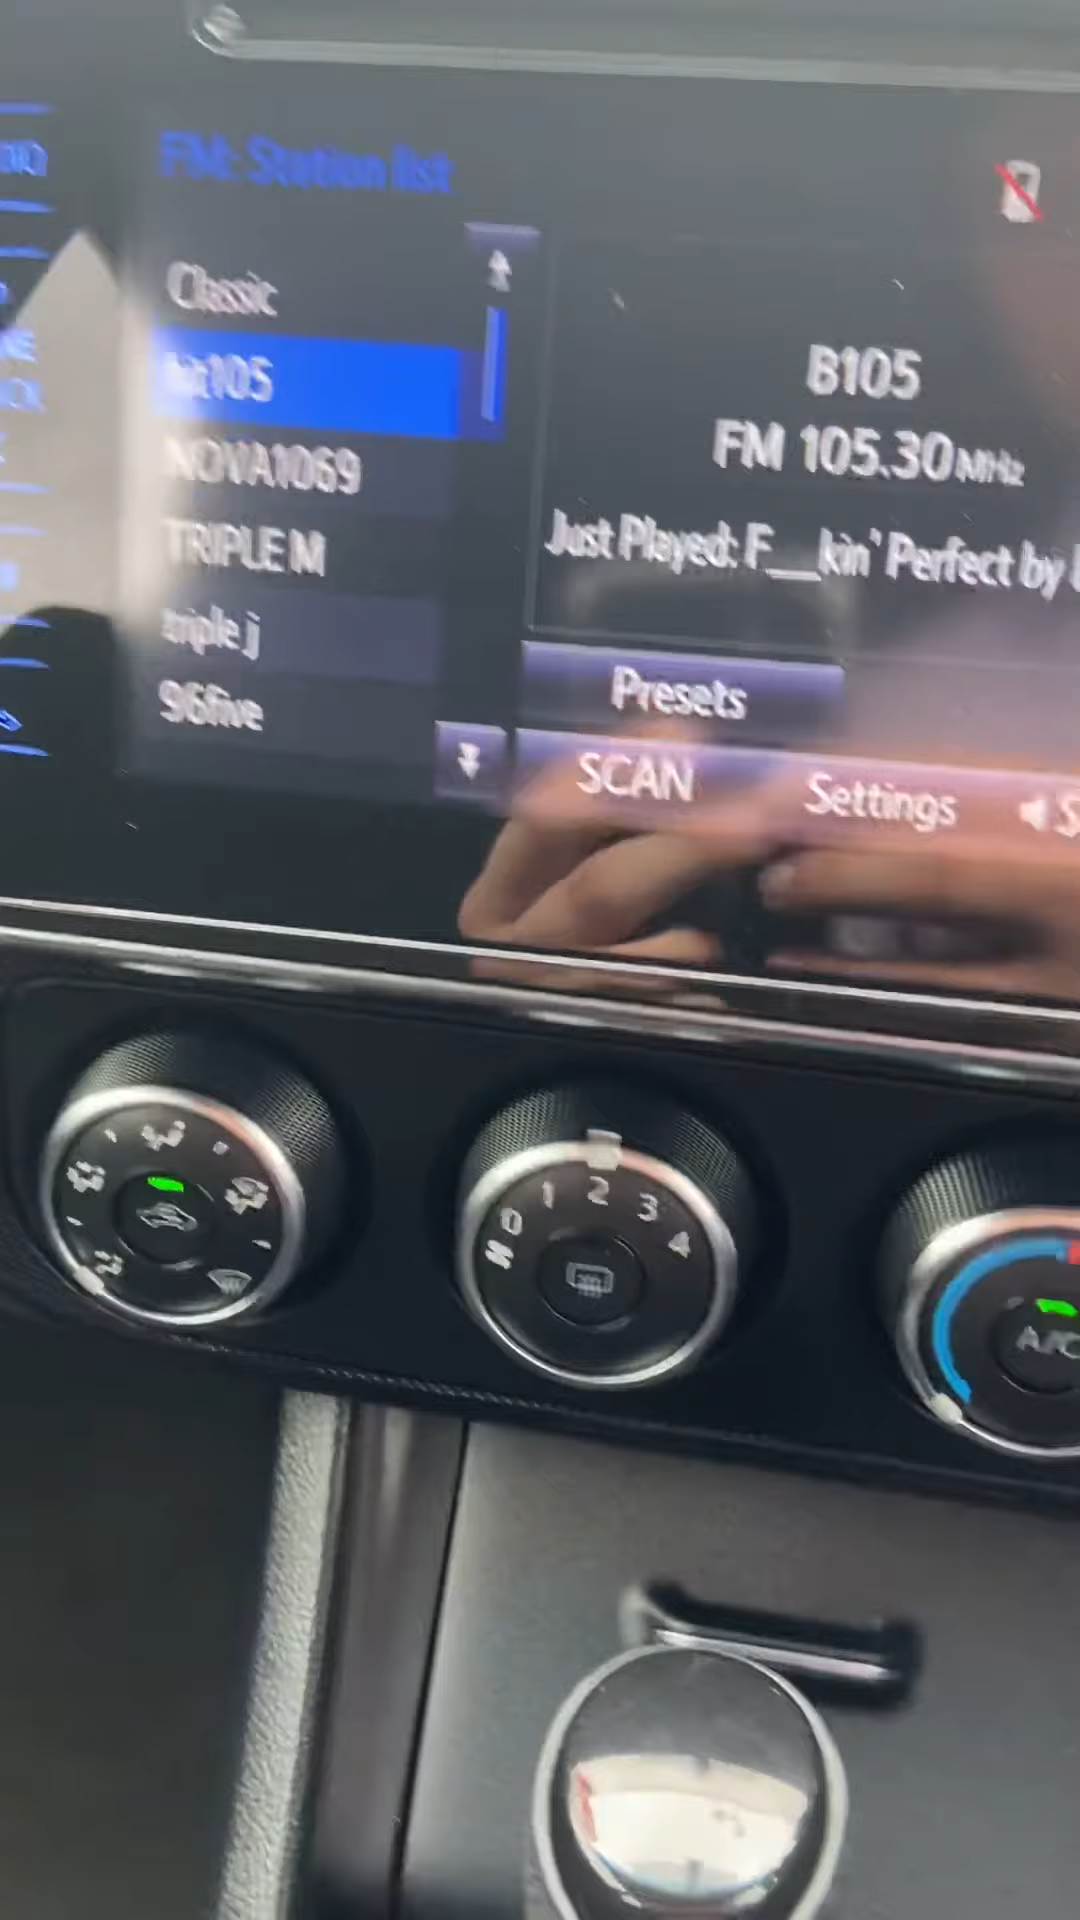 FM: Station list
Classic
hit105
NOVA1069
TRIPLE M
triple j
96five
B105
FM 105.30MHz
Just Played: F__kin' Perfect by
Presets
SCAN
Settings
0 1 2 3 4
A/C